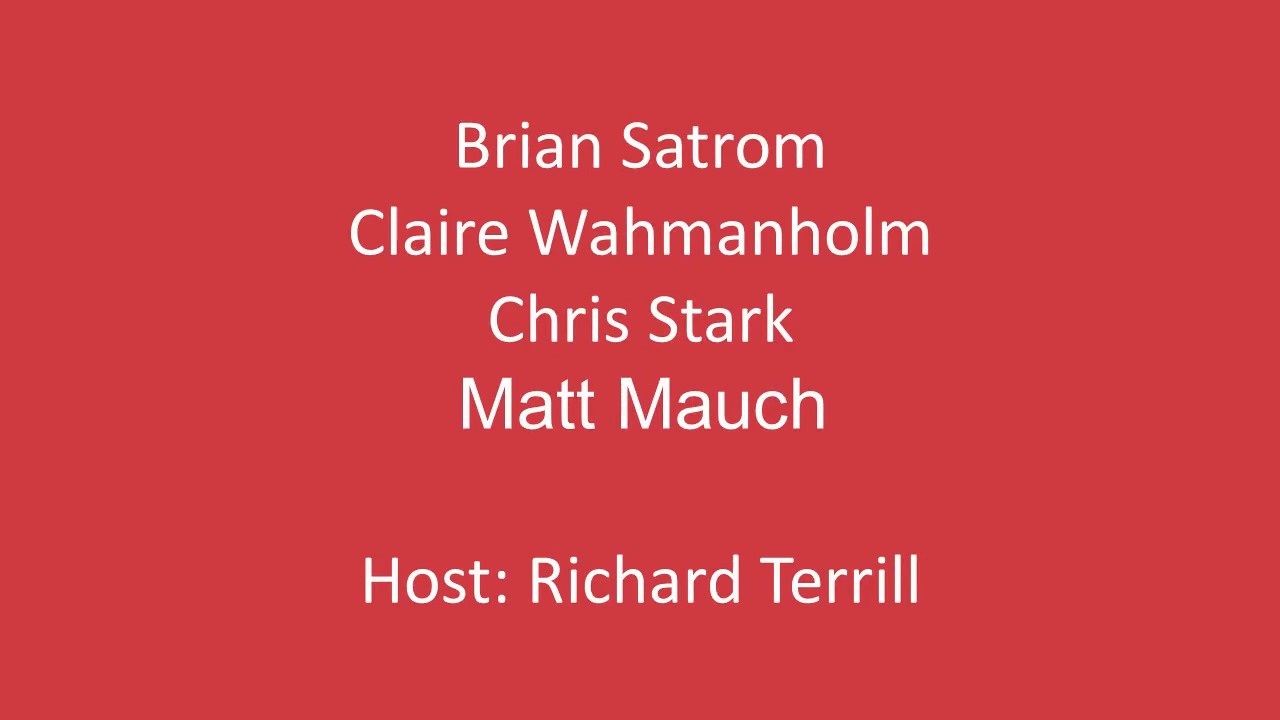 Brian Satrom
Claire Wahmanholm
Chris Stark
Matt Mauch
Host: Richard Terrill